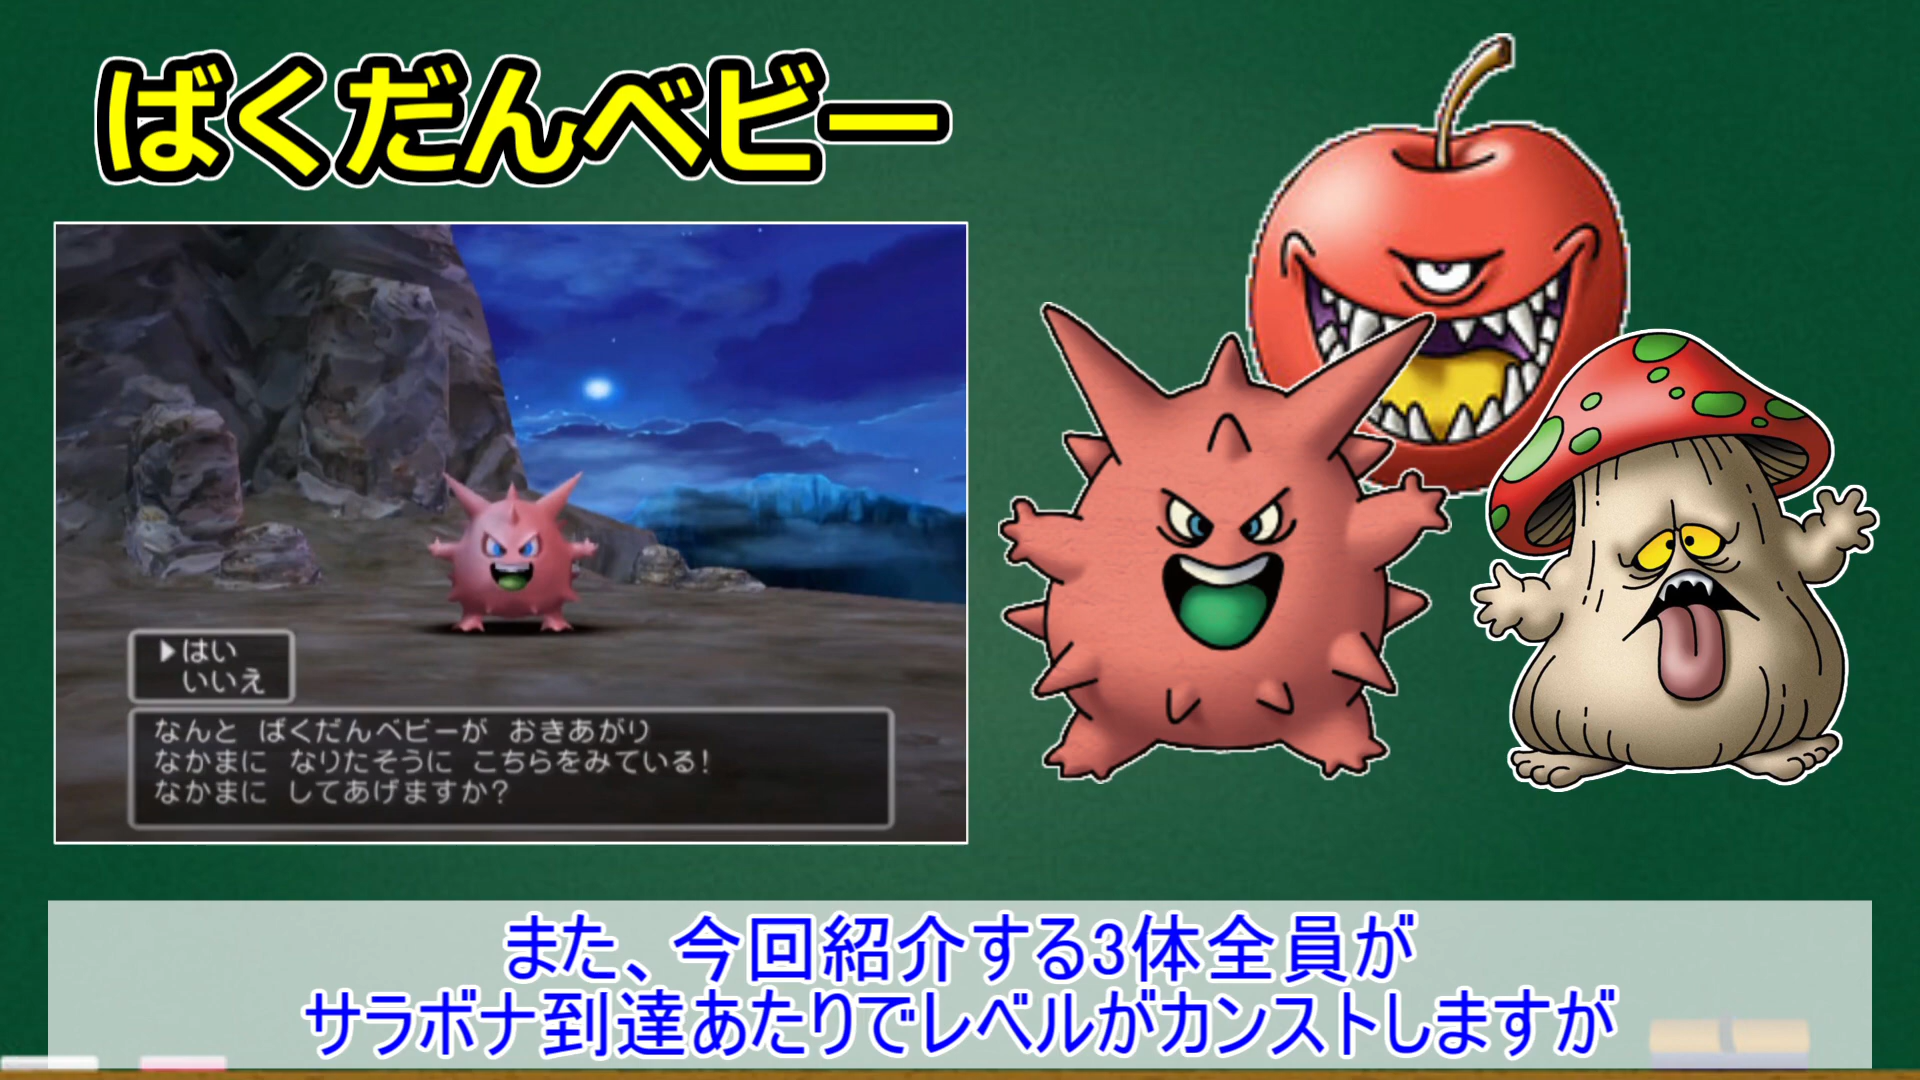 ばくだんベビー
▶はい
いいえ
なんと ばくだんベビーが おきあがり
なかまに なりたそうに こちらをみている!
なかまに してあげますか?
また、今回紹介する3体全員が
サラボナ到達あたりでレベルがカンストしますが